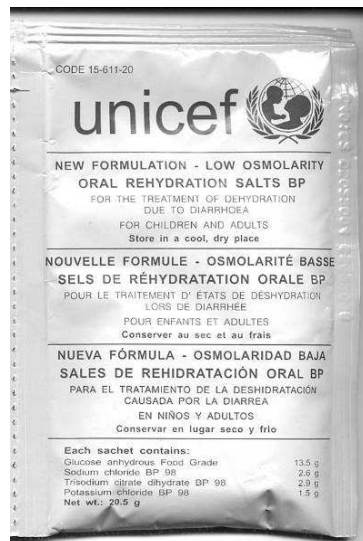 CODE 15-611-20
unicef
NEW FORMULATION - LOW OSMOLARITY
ORAL REHYDRATION SALTS BP
FOR THE TREATMENT OF DEHYDRATION
DUE TO DIARRHOEA
FOR CHILDREN AND ADULTS
Store in a cool, dry place
NOUVELLE FORMULE - OSMOLARITÉ BASSE
SELS DE RÉHYDRATATION ORALE BP
POUR LE TRAITEMENT D' ÉTATS DE DÉSHYDRATION
LORS DE DIARRHÉE
POUR ENFANTS ET ADULTES
Conserver au sec et au frais
NUEVA FÓRMULA - OSMOLARIDAD BAJA
SALES DE REHIDRATACIÓN ORAL BP
PARA EL TRATAMIENTO DE LA DESHIDRATACIÓN
CAUSADA POR LA DIARREA
EN NIÑOS Y ADULTOS
Conservar en lugar seco y frio
Each sachet contains:
Glucose anhydrous Food Grade 13.5 g
Sodium chloride BP 98 2.6 g
Trisodium citrate dihydrate BP 98 2.9 g
Potassium chloride BP 98 1.5 g
Net wt.: 20.5 g